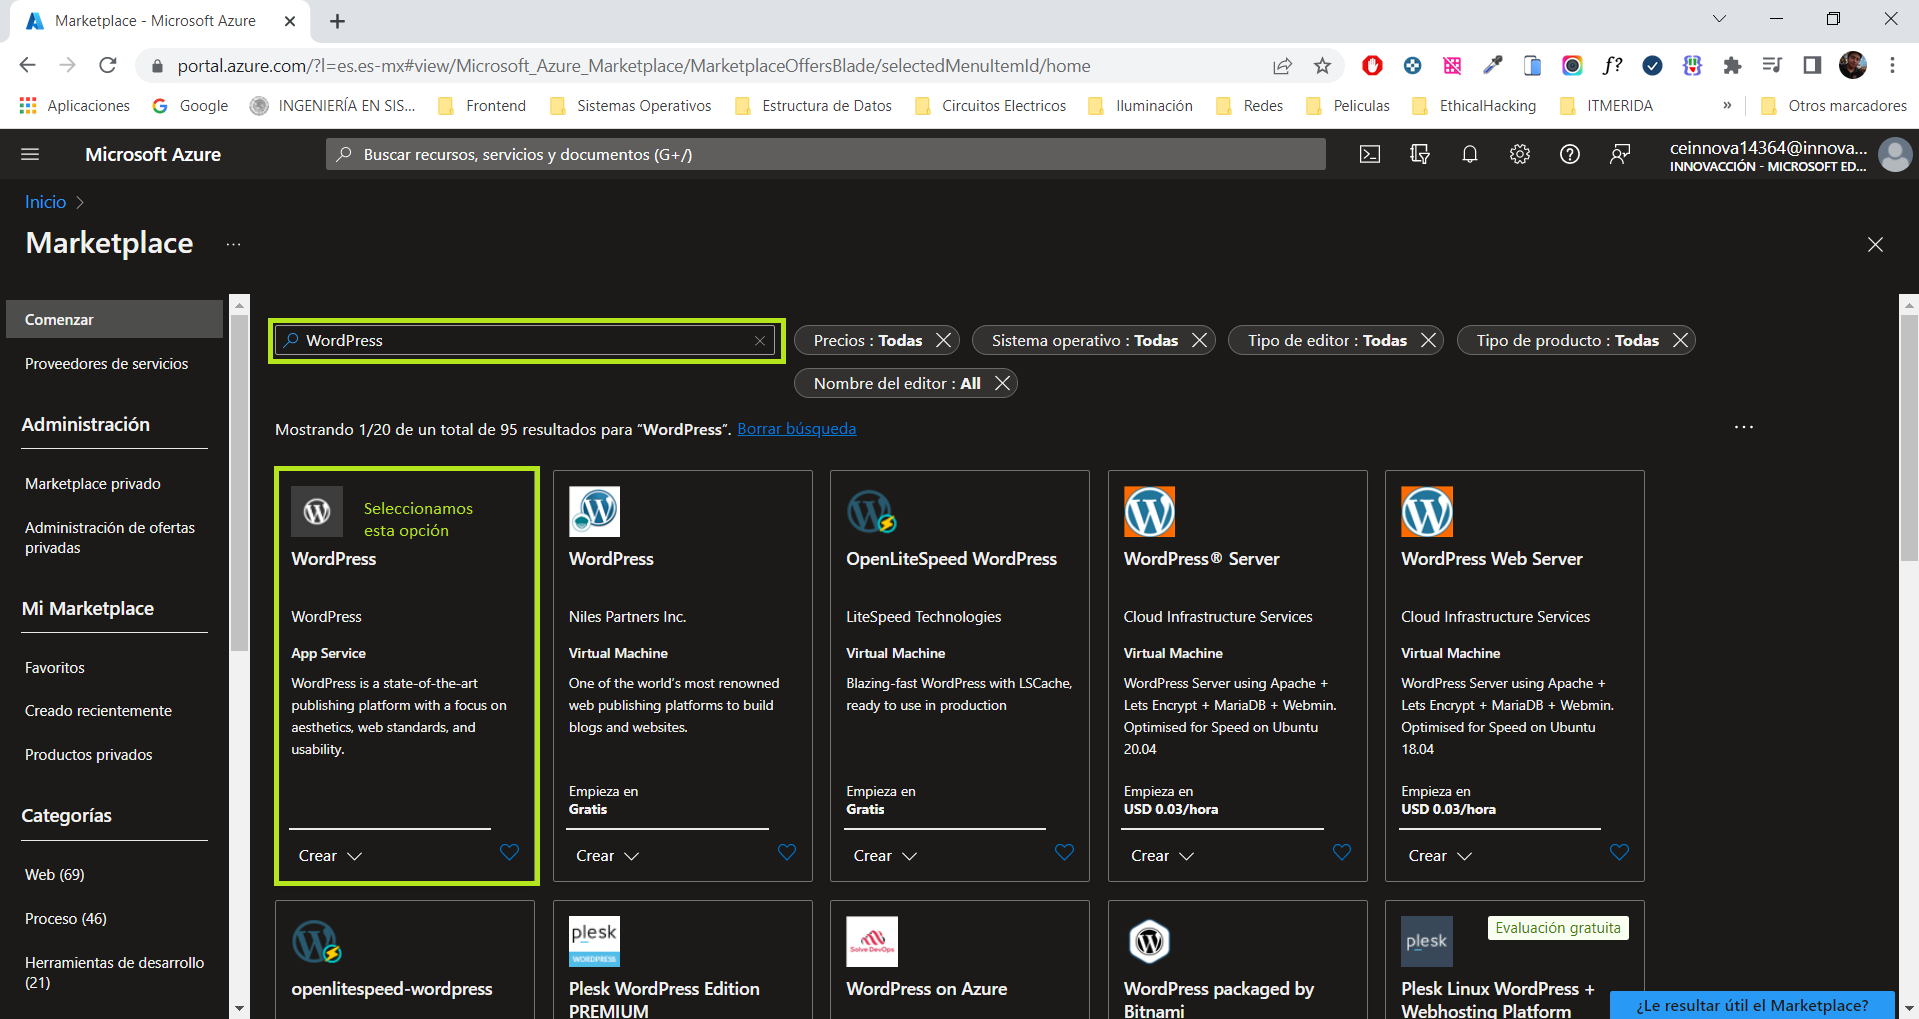 Marketplace - Microsoft Azure
portal.azure.com/?l=es.es-mx#view/Microsoft_Azure_Marketplace/MarketplaceOffersBlade/selectedMenuItemId/home
f?
Aplicaciones
Google
INGENIERÍA EN SIS...
Frontend
Sistemas Operativos
Estructura de Datos
Circuitos Electricos
Iluminación
Redes
Peliculas
EthicalHacking
ITMERIDA
»
Otros marcadores
Microsoft Azure
Buscar recursos, servicios y documentos (G+/)
ceinnova14364@innova...
INNOVACCIÓN - MICROSOFT ED...
Inicio >
Marketplace ...
Comenzar
Proveedores de servicios
Administración
Marketplace privado
Administración de ofertas
privadas
Mi Marketplace
Favoritos
Creado recientemente
Productos privados
Categorías
Web (69)
Proceso (46)
Herramientas de desarrollo
(21)
WordPress
Precios : Todas
Sistema operativo : Todas
Tipo de editor : Todas
Tipo de producto : Todas
Nombre del editor : All
Mostrando 1/20 de un total de 95 resultados para “WordPress”. Borrar búsqueda
...
Seleccionamos
esta opción
WordPress
WordPress
App Service
WordPress is a state-of-the-art
publishing platform with a focus on
aesthetics, web standards, and
usability.
Crear
WordPress
Niles Partners Inc.
Virtual Machine
One of the world's most renowned
web publishing platforms to build
blogs and websites.
Empieza en
Gratis
Crear
OpenLiteSpeed WordPress
LiteSpeed Technologies
Virtual Machine
Blazing-fast WordPress with LSCache,
ready to use in production
Empieza en
Gratis
Crear
WordPress® Server
Cloud Infrastructure Services
Virtual Machine
WordPress Server using Apache +
Lets Encrypt + MariaDB + Webmin.
Optimised for Speed on Ubuntu
20.04
Empieza en
USD 0.03/hora
Crear
WordPress Web Server
Cloud Infrastructure Services
Virtual Machine
WordPress Server using Apache +
Lets Encrypt + MariaDB + Webmin.
Optimised for Speed on Ubuntu
18.04
Empieza en
USD 0.03/hora
Crear
openlitespeed-wordpress
plesk
WORDPRESS
Plesk WordPress Edition
PREMIUM
Solve DevOps
WordPress on Azure
WordPress packaged by
Bitnami
plesk
Evaluación gratuita
Plesk Linux WordPress +
Webhosting Platform
¿Le resultar útil el Marketplace?